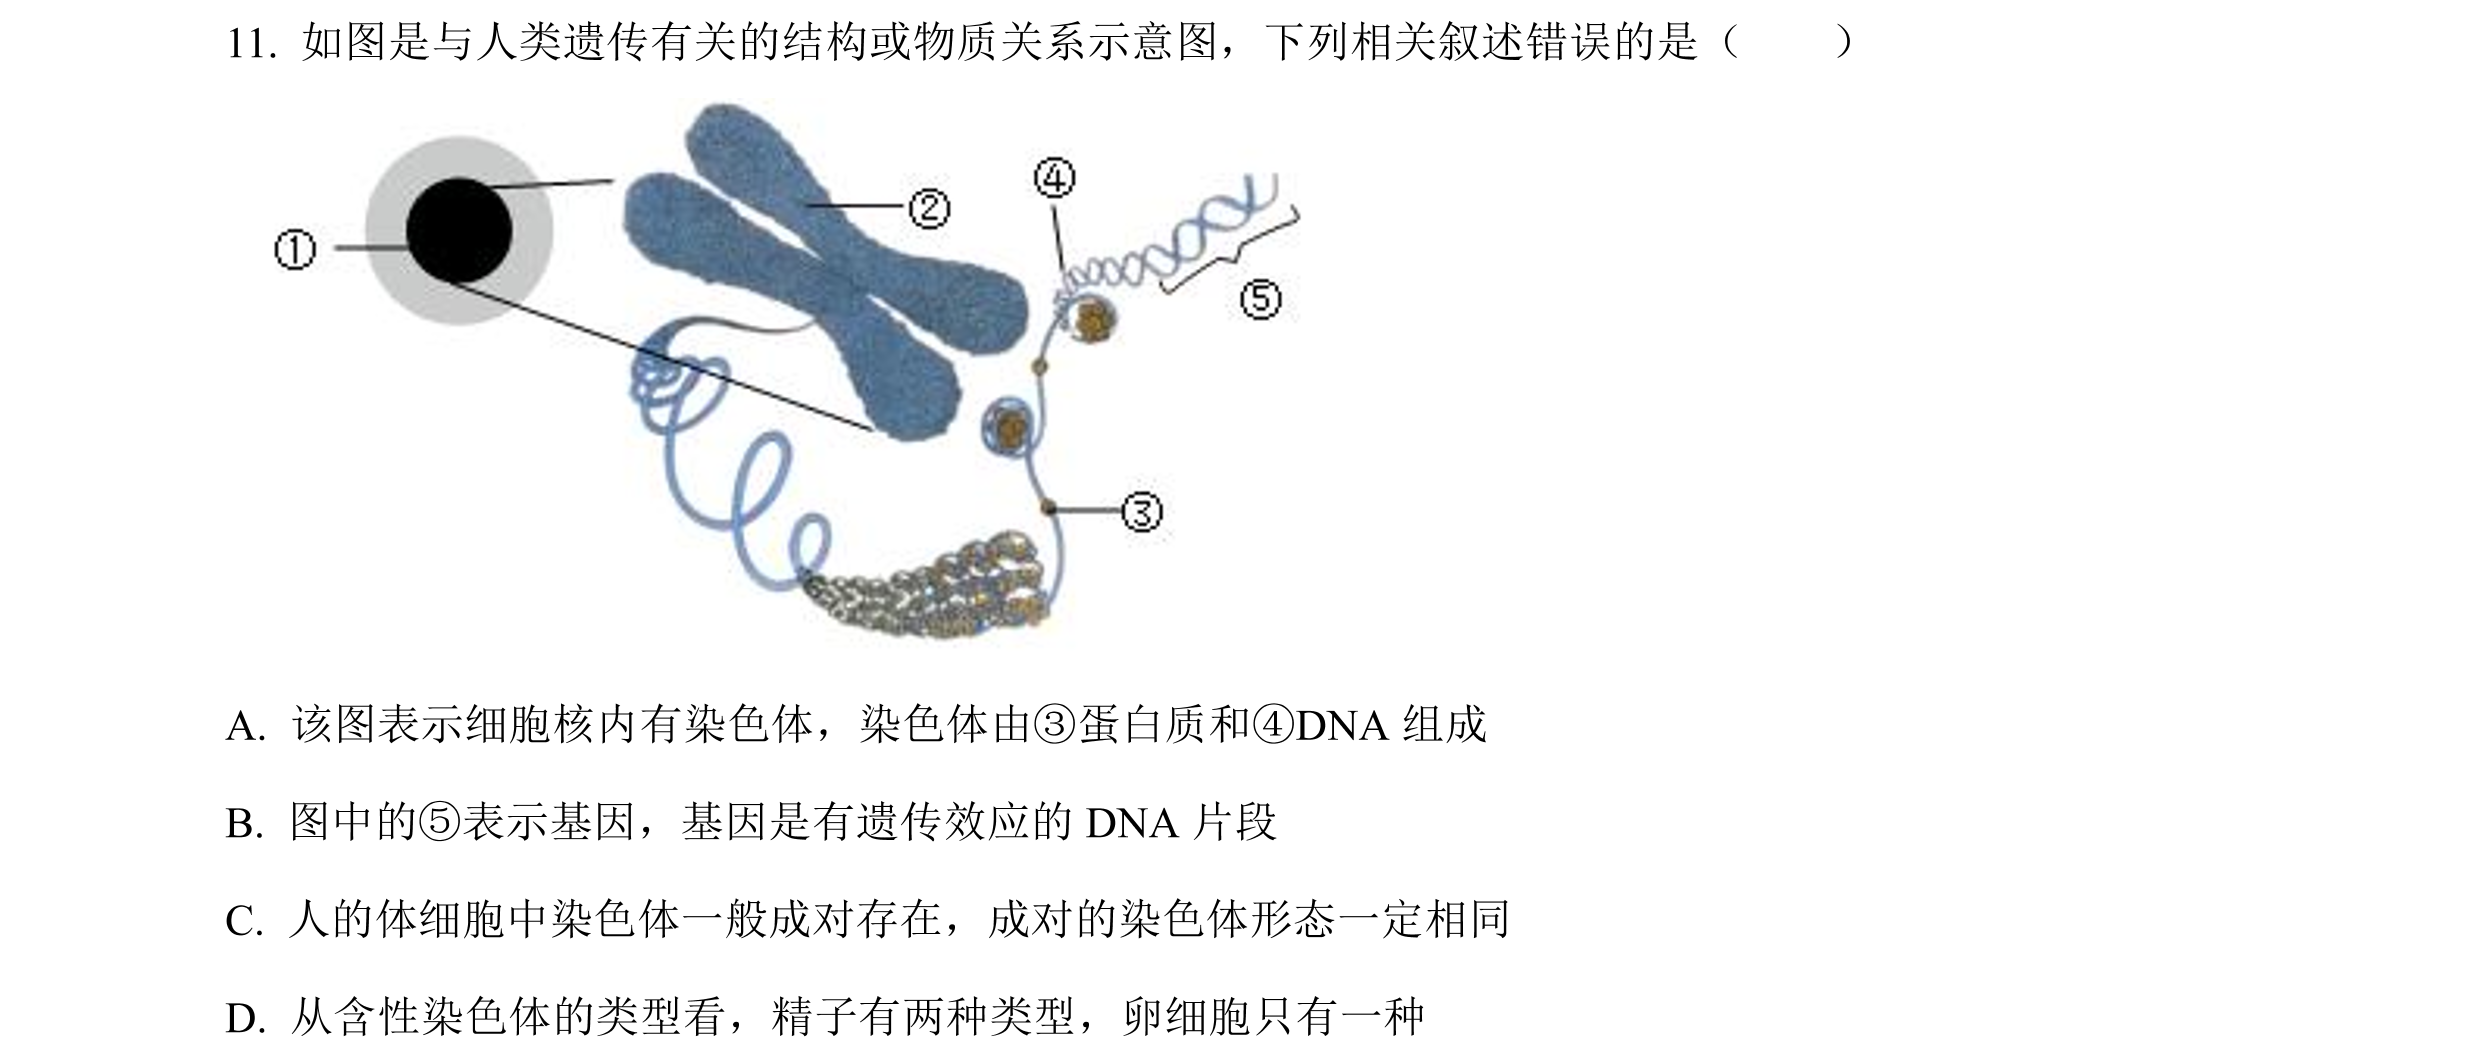 11. 如图是与人类遗传有关的结构或物质关系示意图，下列相关叙述错误的是（　　）
①
②
③
④
⑤
A. 该图表示细胞核内有染色体，染色体由③蛋白质和④DNA 组成
B. 图中的⑤表示基因，基因是有遗传效应的 DNA 片段
C. 人的体细胞中染色体一般成对存在，成对的染色体形态一定相同
D. 从含性染色体的类型看，精子有两种类型，卵细胞只有一种